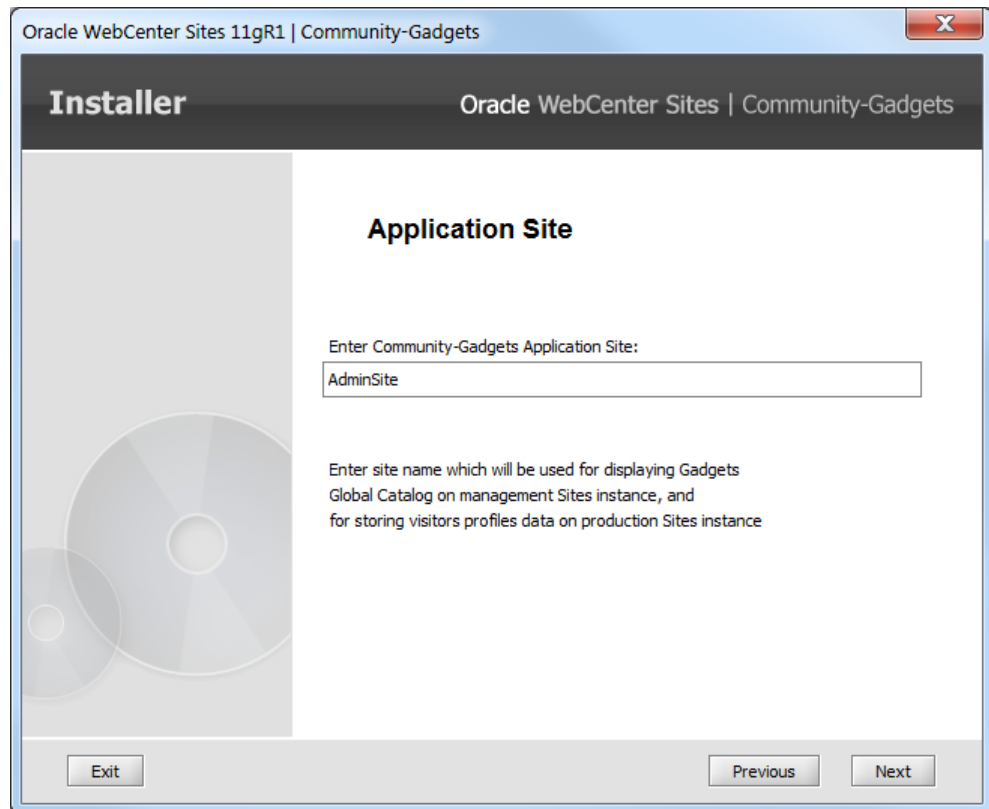 Oracle WebCenter Sites 11gR1 | Community-Gadgets
Installer
Oracle WebCenter Sites | Community-Gadgets
Application Site
Enter Community-Gadgets Application Site:
AdminSite
Enter site name which will be used for displaying Gadgets
Global Catalog on management Sites instance, and
for storing visitors profiles data on production Sites instance
Exit
Previous
Next